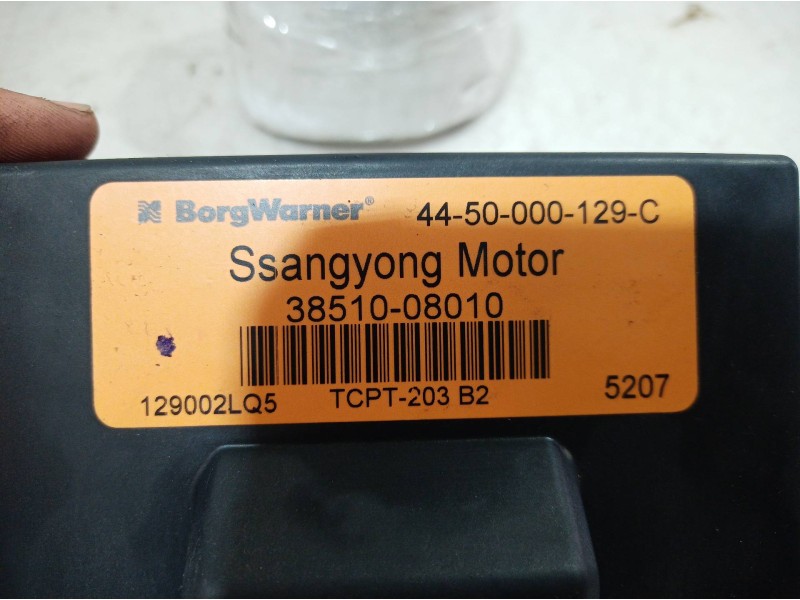 BorgWarner® 44-50-000-129-C
Ssangyong Motor
38510-08010
129002LQ5 TCPT-203 B2 5207